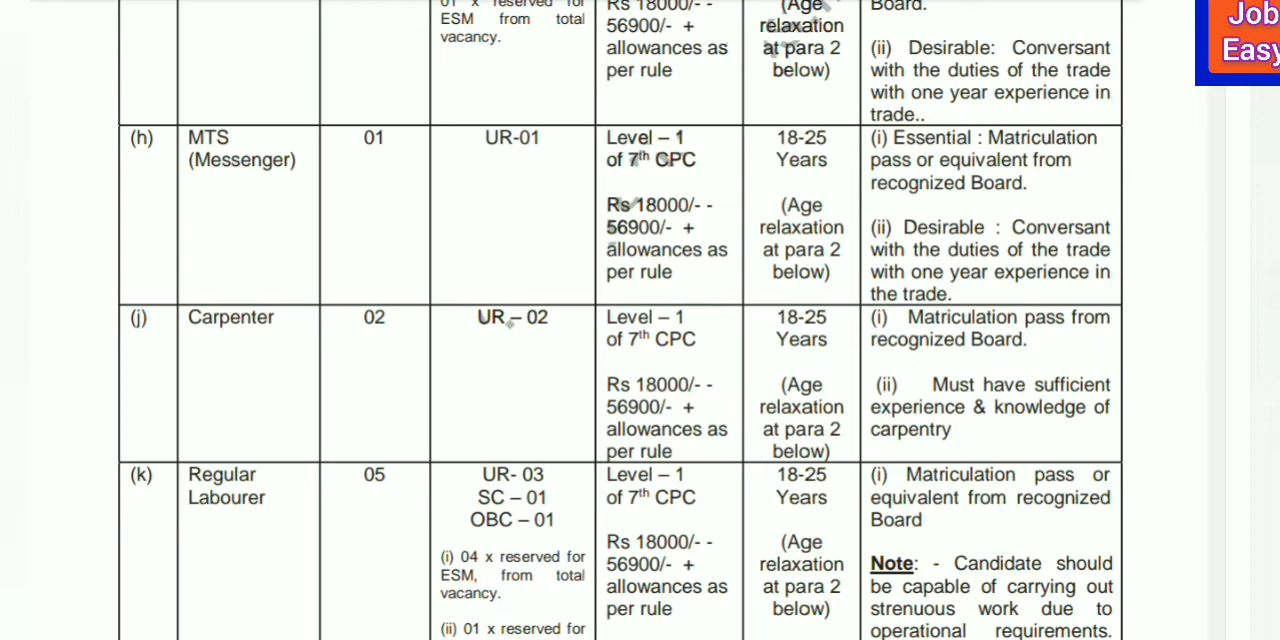 01 x reserved for
ESM from total
vacancy.
Rs 18000/- -
56900/- +
allowances as
per rule
(Age
relaxation
at para 2
below)
Board.
(ii) Desirable: Conversant
with the duties of the trade
with one year experience in
trade..
Job
Easy
(h)
MTS
(Messenger)
01
UR-01
Level – 1
of 7th CPC
Rs 18000/- -
56900/- +
allowances as
per rule
18-25
Years
(Age
relaxation
at para 2
below)
(i) Essential : Matriculation
pass or equivalent from
recognized Board.
(ii) Desirable : Conversant
with the duties of the trade
with one year experience in
the trade.
(j)
Carpenter
02
UR – 02
Level – 1
of 7th CPC
Rs 18000/- -
56900/- +
allowances as
per rule
18-25
Years
(Age
relaxation
at para 2
below)
(i) Matriculation pass from
recognized Board.
(ii) Must have sufficient
experience & knowledge of
carpentry
(k)
Regular
Labourer
05
UR- 03
SC – 01
OBC – 01
(i) 04 x reserved for
ESM, from total
vacancy.
(ii) 01 x reserved for
Level – 1
of 7th CPC
Rs 18000/- -
56900/- +
allowances as
per rule
18-25
Years
(Age
relaxation
at para 2
below)
(i) Matriculation pass or
equivalent from recognized
Board
Note: - Candidate should
be capable of carrying out
strenuous work due to
operational requirements.